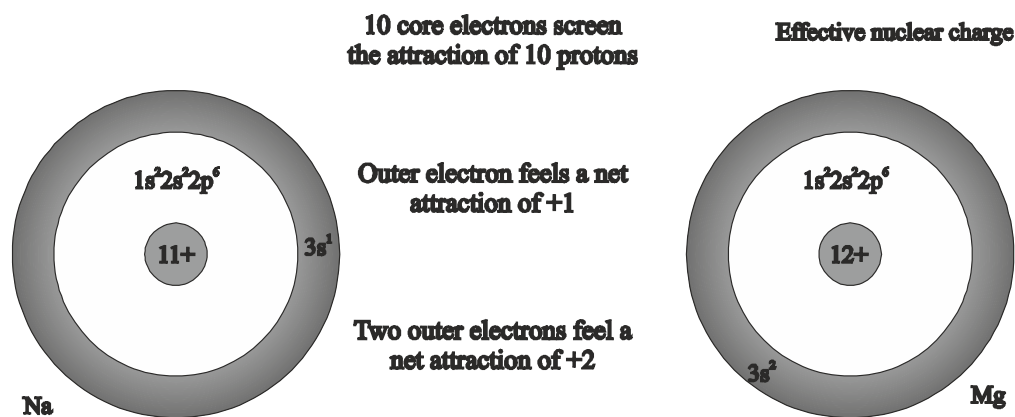 10 core electrons screen
the attraction of 10 protons
Effective nuclear charge
1s²2s²2p⁶
11+
3s¹
Na
Outer electron feels a net
attraction of +1
Two outer electrons feel a
net attraction of +2
1s²2s²2p⁶
12+
3s²
Mg